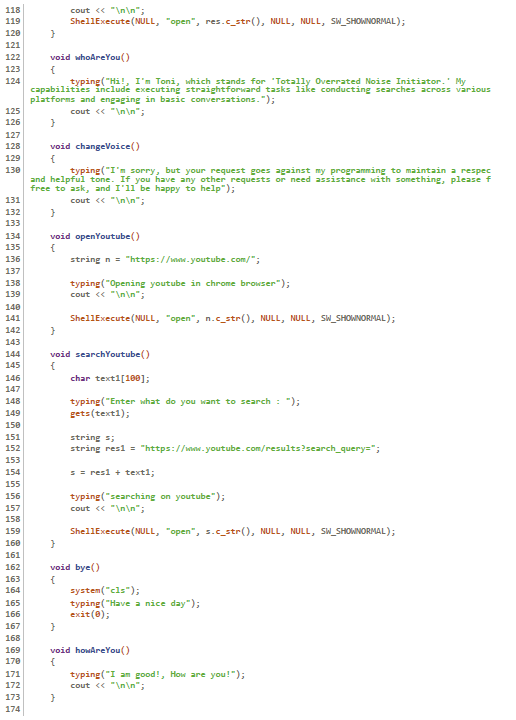 118 cout << "\n\n";
119 ShellExecute(NULL, "open", res.c_str(), NULL, NULL, SW_SHOWNORMAL);
120 }
121
122 void whoAreYou()
123 {
124 typing("Hi!, I'm Toni, which stands for 'Totally Overrated Noise Initiator.' My
capabilities include executing straightforward tasks like conducting searches across various
platforms and engaging in basic conversations.");
125 cout << "\n\n";
126 }
127
128 void changeVoice()
129 {
130 typing("I'm sorry, but your request goes against my programming to maintain a respec
and helpful tone. If you have any other requests or need assistance with something, please f
free to ask, and I'll be happy to help");
131 cout << "\n\n";
132 }
133
134 void openYoutube()
135 {
136 string n = "https://www.youtube.com/";
137
138 typing("Opening youtube in chrome browser");
139 cout << "\n\n";
140
141 ShellExecute(NULL, "open", n.c_str(), NULL, NULL, SW_SHOWNORMAL);
142 }
143
144 void searchYoutube()
145 {
146 char text1[100];
147
148 typing("Enter what do you want to search : ");
149 gets(text1);
150
151 string s;
152 string res1 = "https://www.youtube.com/results?search_query=";
153
154 s = res1 + text1;
155
156 typing("searching on youtube");
157 cout << "\n\n";
158
159 ShellExecute(NULL, "open", s.c_str(), NULL, NULL, SW_SHOWNORMAL);
160 }
161
162 void bye()
163 {
164 system("cls");
165 typing("Have a nice day");
166 exit(0);
167 }
168
169 void howAreYou()
170 {
171 typing("I am good!, How are you!");
172 cout << "\n\n";
173 }
174